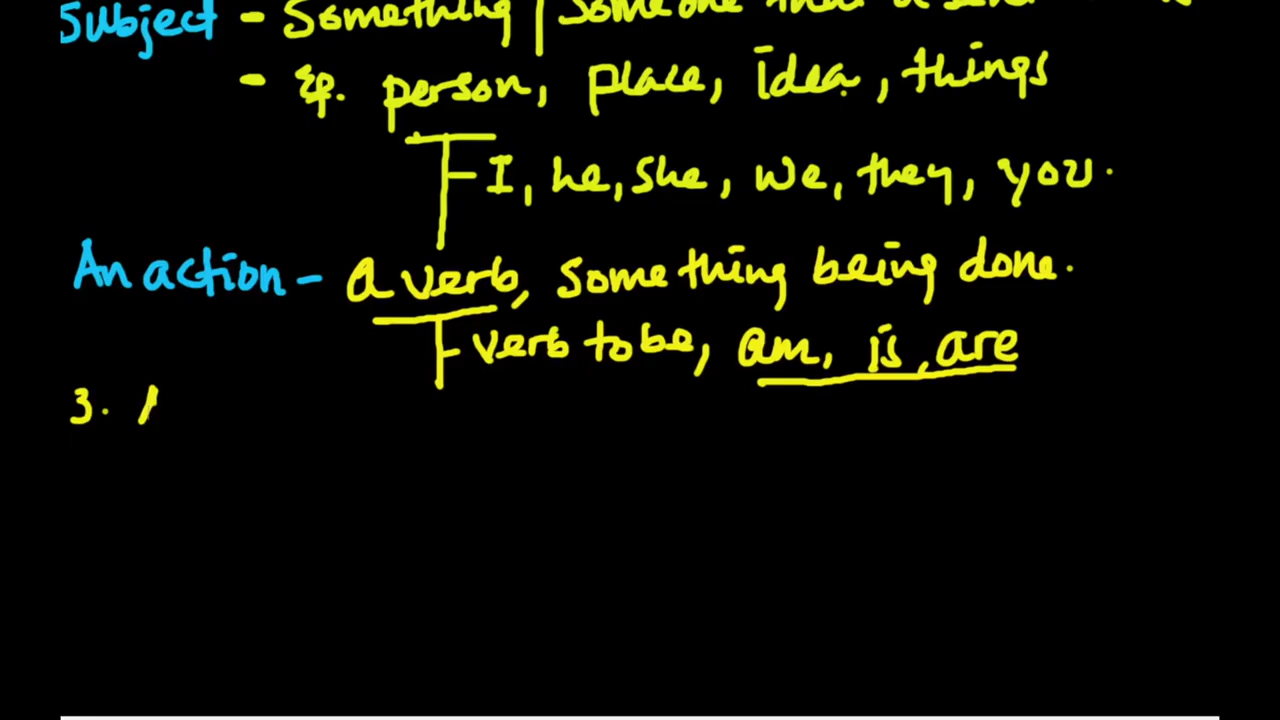 Subject - Something / Someone that a
- Eg. person, place, idea, things
I, he, she, we, they, you.
An action - a verb, something being done.
verb to be, am, is, are
3.